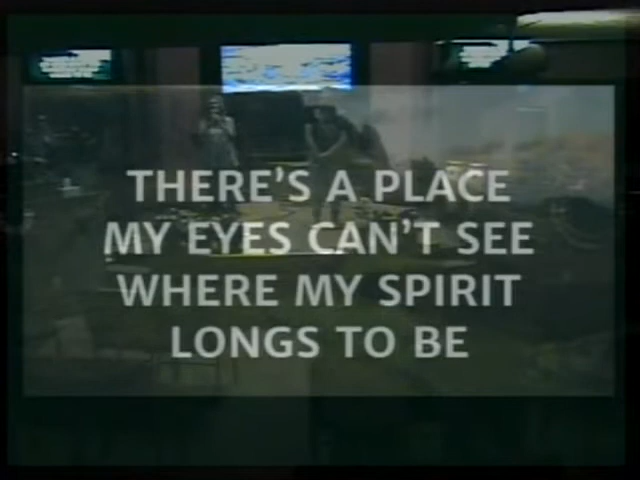 THERE'S A PLACE
MY EYES CAN'T SEE
WHERE MY SPIRIT
LONGS TO BE